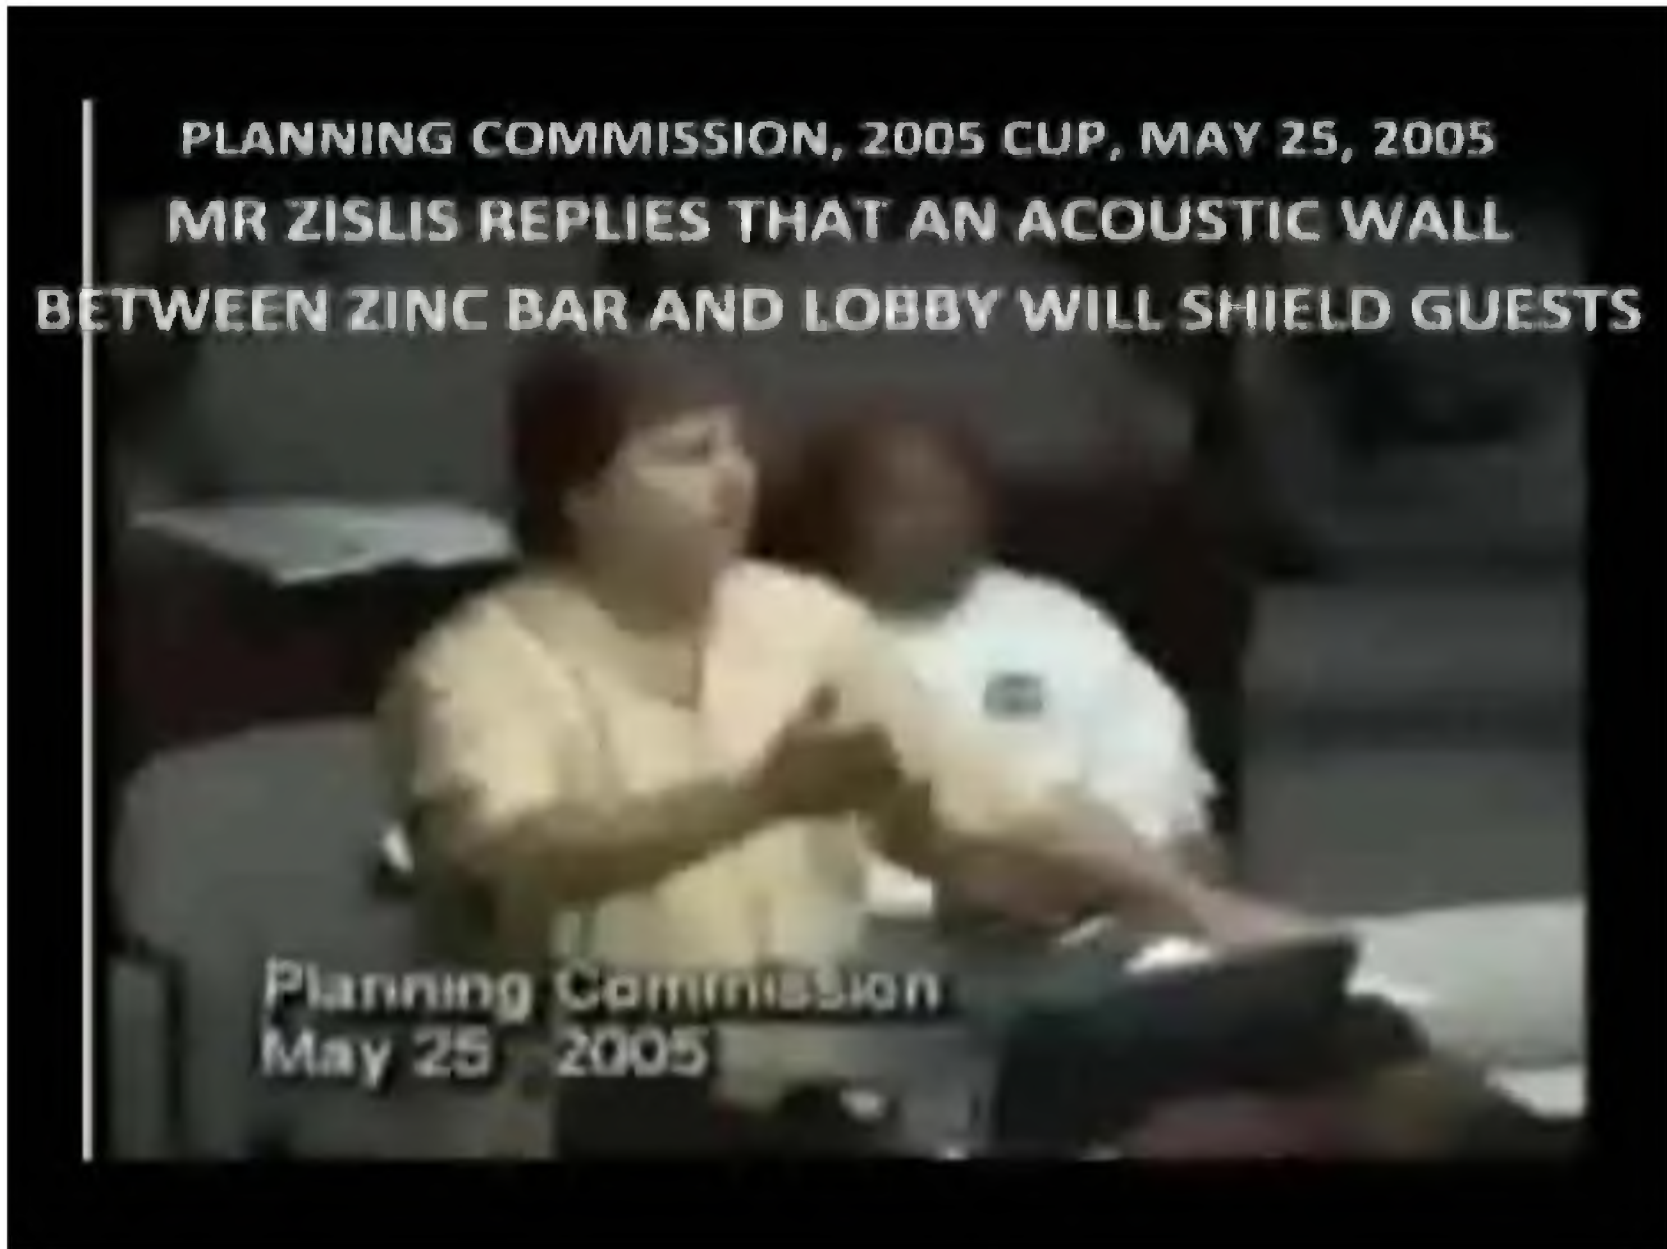 PLANNING COMMISSION, 2005 CUP, MAY 25, 2005
MR ZISLIS REPLIES THAT AN ACOUSTIC WALL
BETWEEN ZINC BAR AND LOBBY WILL SHIELD GUESTS
Planning Commission
May 25 2005